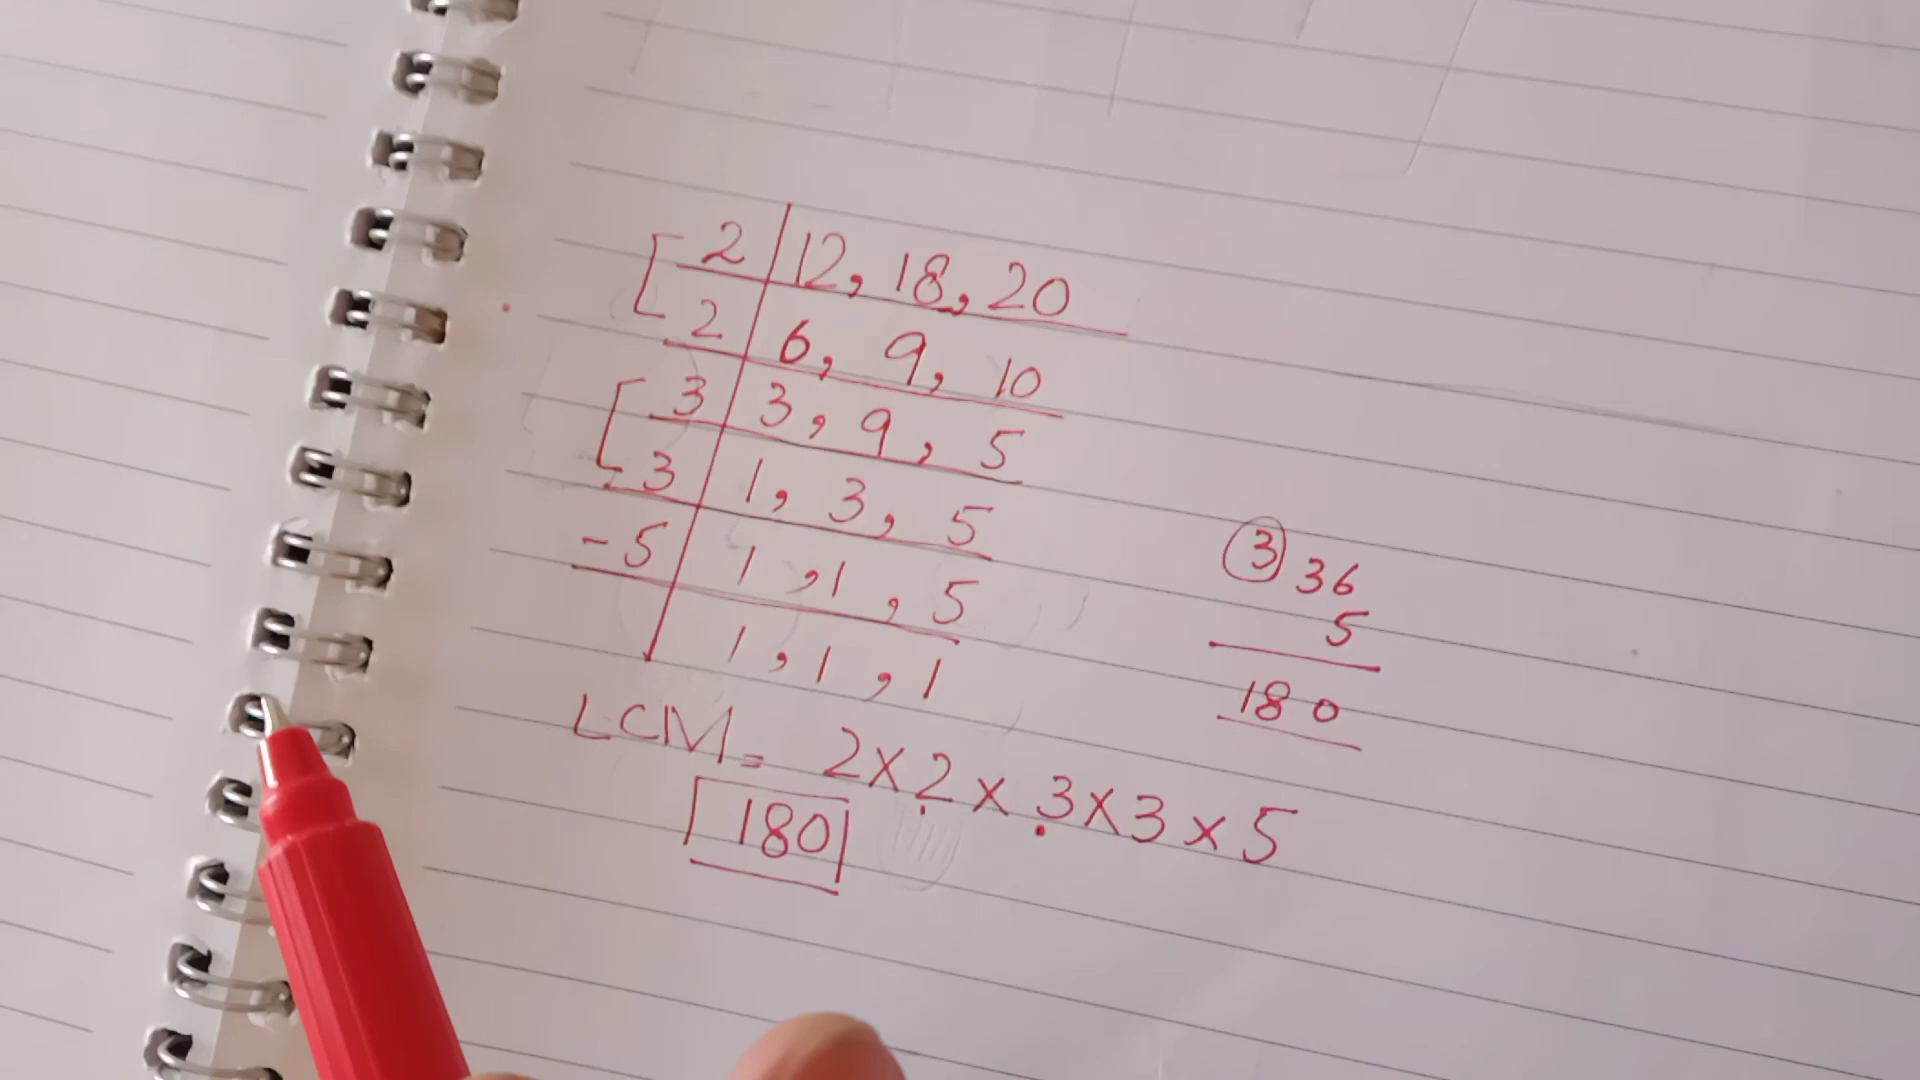 2 | 12, 18, 20
2 | 6, 9, 10
3 | 3, 9, 5
3 | 1, 3, 5
- 5 | 1, 1, 5
1, 1, 1
LCM = 2 × 2 × 3 × 3 × 5
180
3 36
5
180